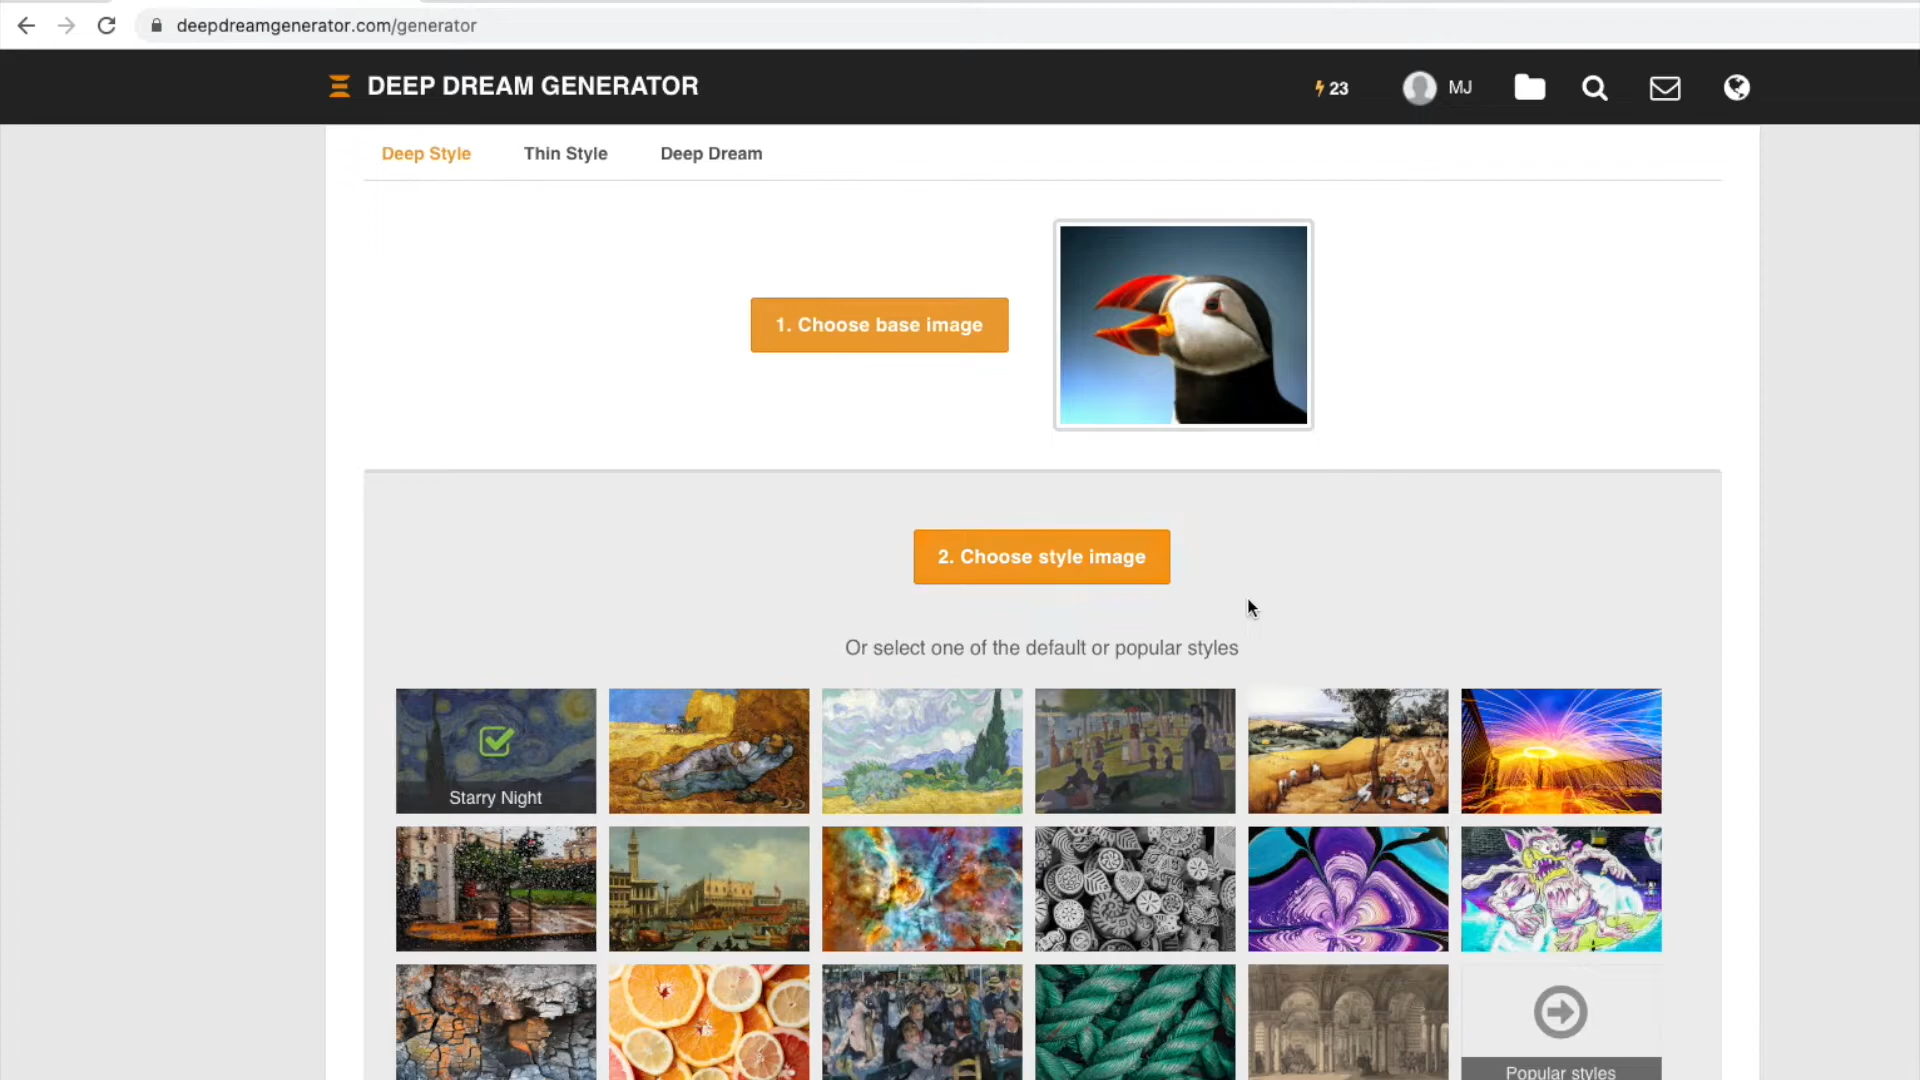 deepdreamgenerator.com/generator
DEEP DREAM GENERATOR
23
MJ
Deep Style
Thin Style
Deep Dream
1. Choose base image
2. Choose style image
Or select one of the default or popular styles
Starry Night
Popular styles